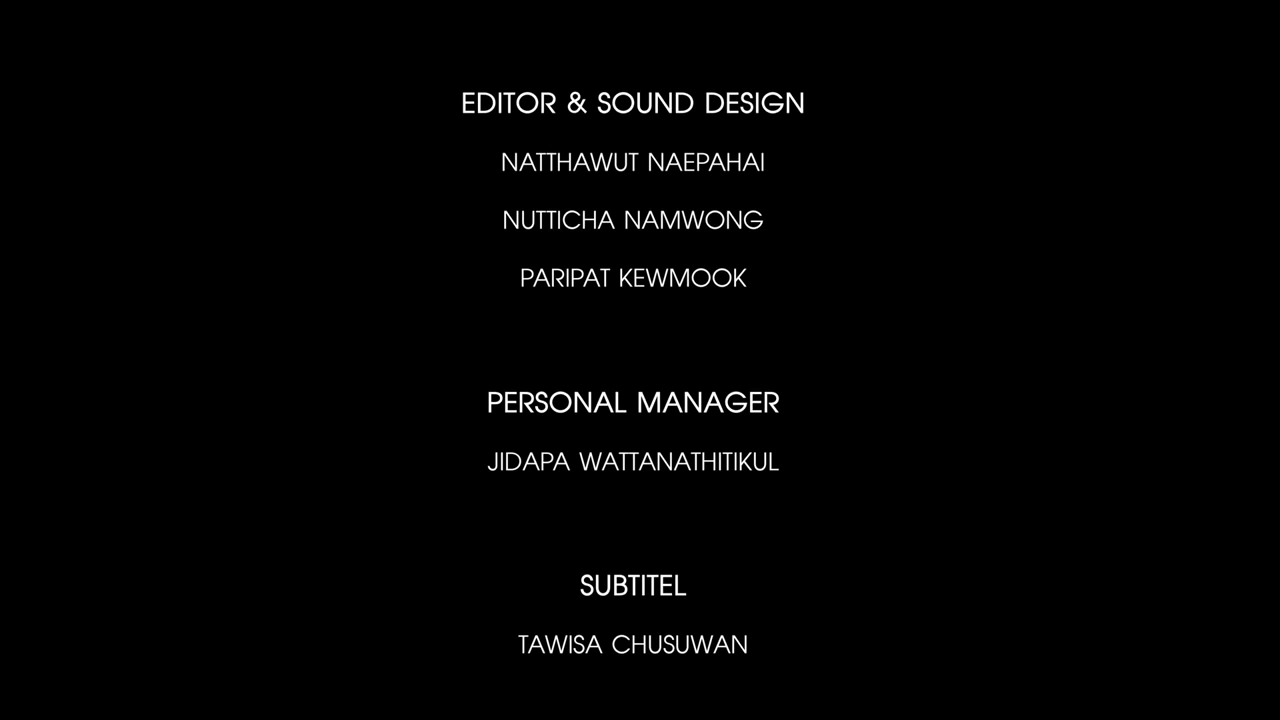 EDITOR & SOUND DESIGN
NATTHAWUT NAEPAHAI
NUTTICHA NAMWONG
PARIPAT KEWMOOK
PERSONAL MANAGER
JIDAPA WATTANATHITIKUL
SUBTITEL
TAWISA CHUSUWAN